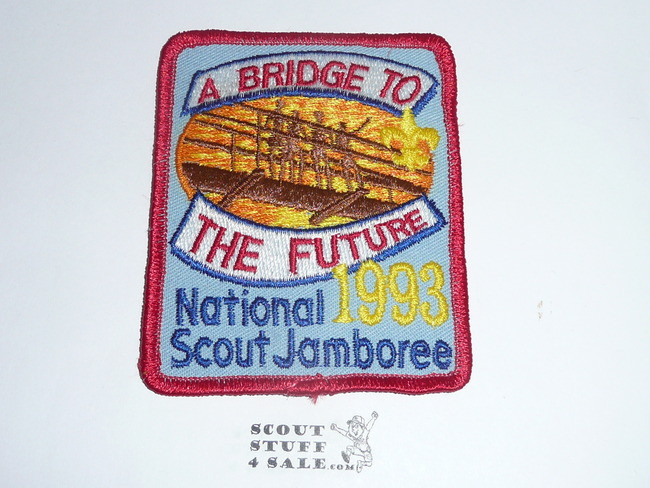 A BRIDGE TO
THE FUTURE
1993
National
Scout Jamboree
SCOUT
STUFF
4 SALE.COM